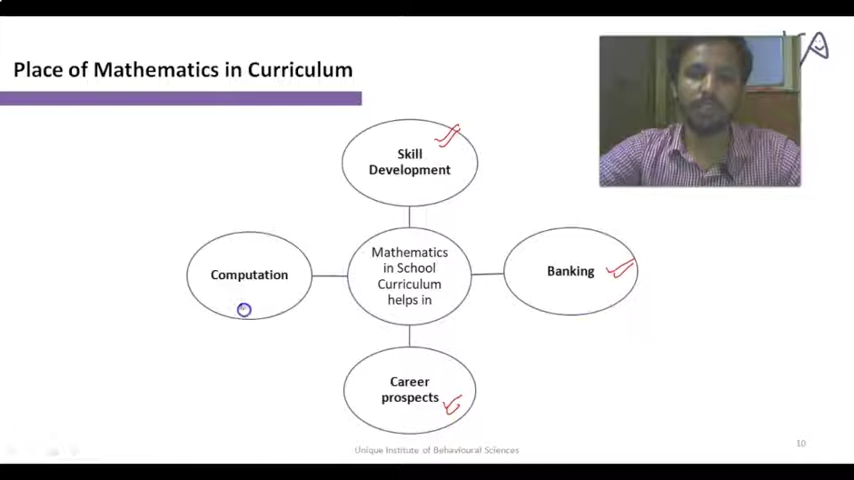 Place of Mathematics in Curriculum
Skill
Development
Mathematics
in School
Curriculum
helps in
Computation
Banking
Career
prospects
Unique Institute of Behavioural Sciences
10